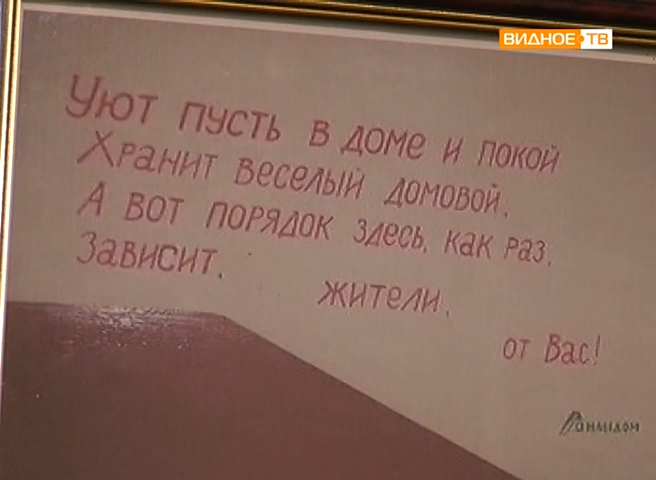 ВИДНОЕ ТВ
Уют пусть в доме и покой
Хранит веселый домовой,
А вот порядок здесь, как раз,
Зависит, жители,
от Вас!